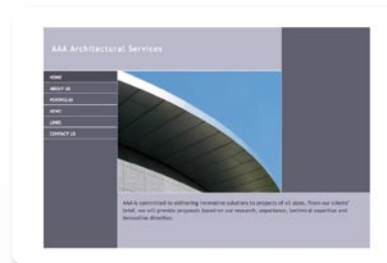 AAA Architectural Services
HOME
ABOUT US
PORTFOLIO
NEWS
LINKS
CONTACT US
AAA is committed to delivering innovative solutions to projects of all sizes. From our clients'
brief, we will provide proposals based on our research, experience, technical expertise and
innovative direction.